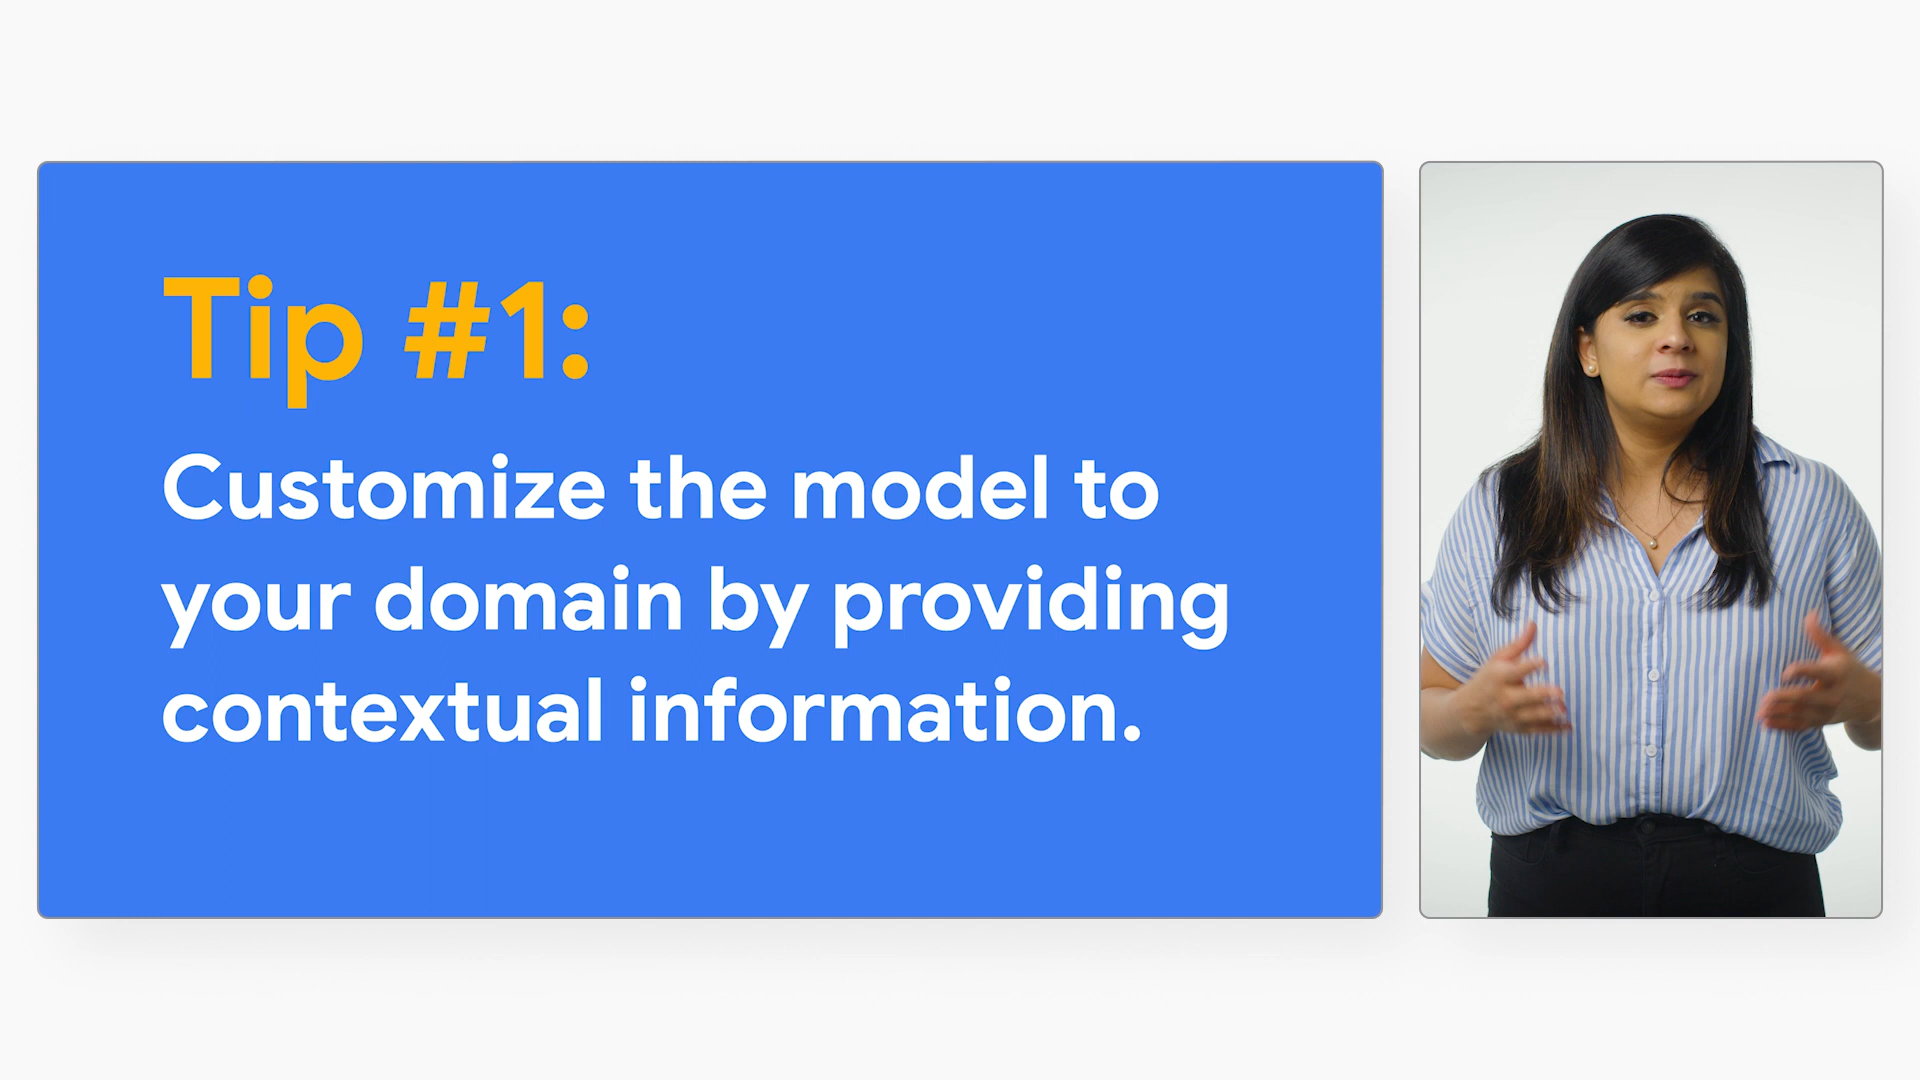 Tip #1:
Customize the model to
your domain by providing
contextual information.